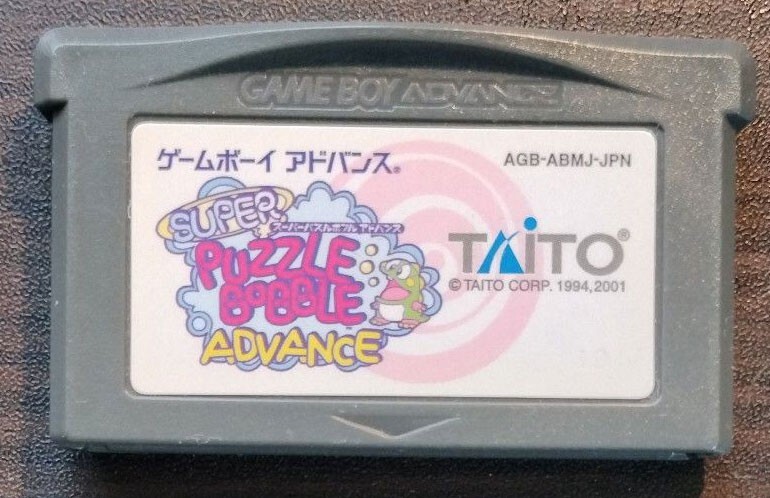 GAME BOY ADVANCE
ゲームボーイ アドバンス®
AGB-ABMJ-JPN
SUPER
スーパーパズルボブル アドバンス
PUZZLE
BOBBLE™
ADVANCE
TAITO®
© TAITO CORP. 1994,2001